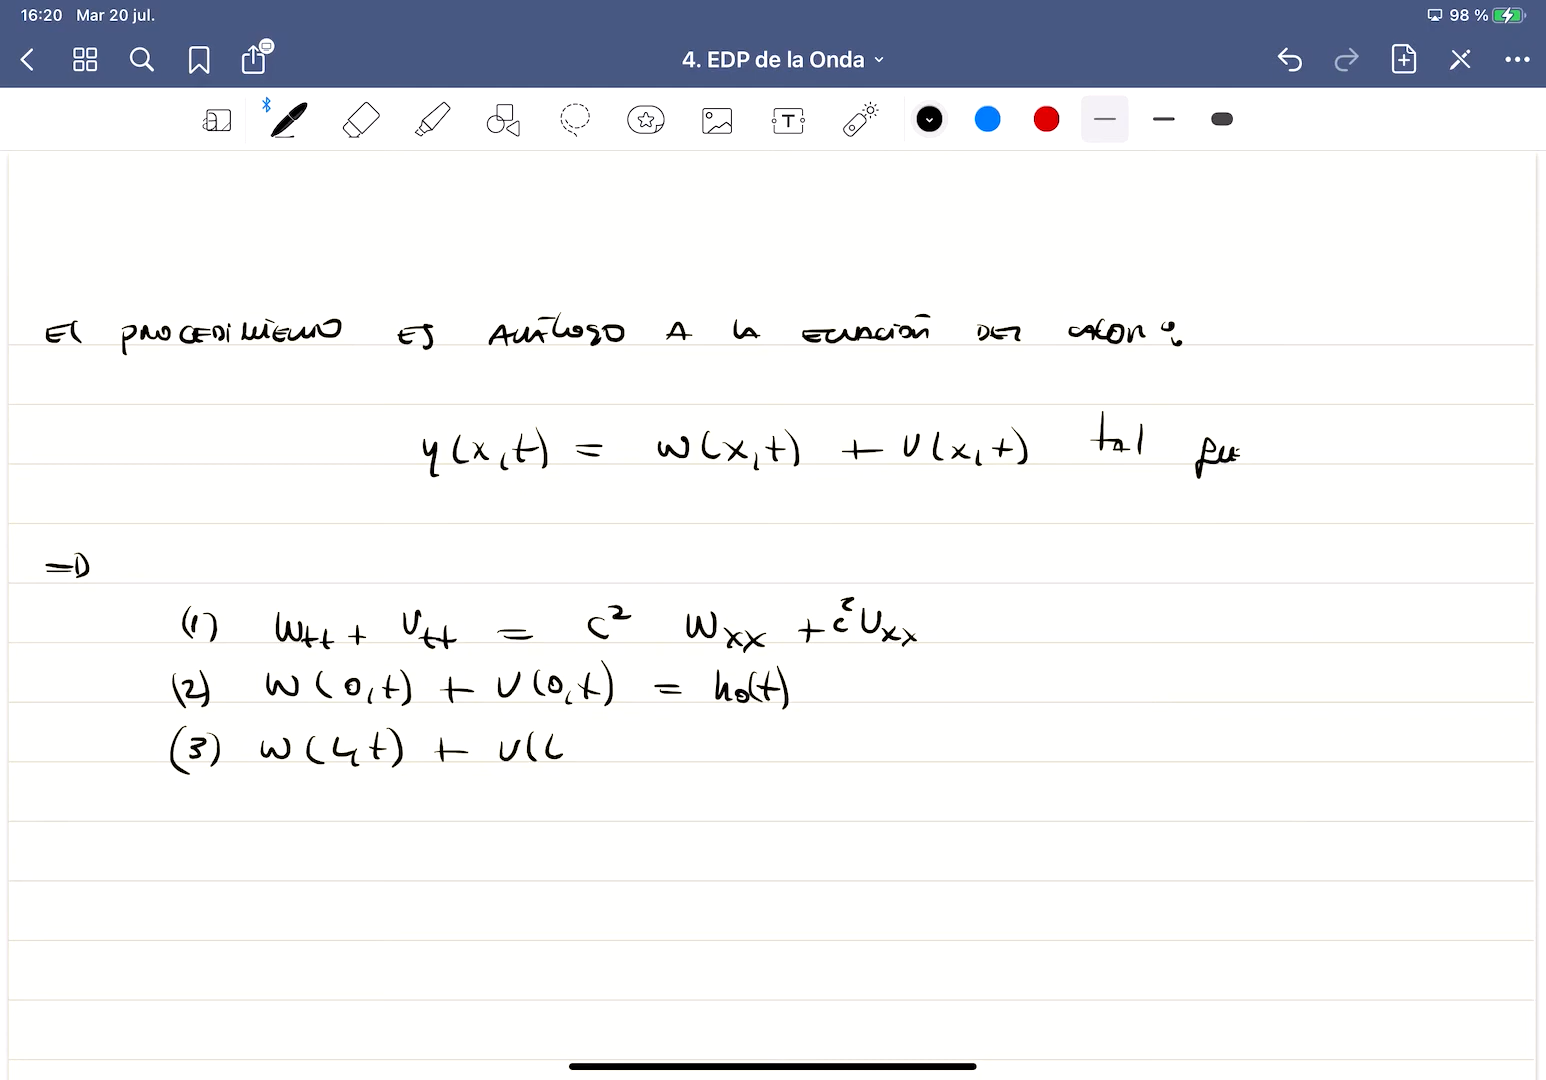 16:20 Mar 20 jul. 98 %
4. EDP de la Onda
T
El PROCEDIMIENTO ES ANÁLOGO A LA ECUACIÓN DEL CALOR:
y(x,t) = w(x,t) + v(x,t) tal que
=D
(1) Wtt + Vtt = c² Wxx + c² Vxx
(2) W(0,t) + V(0,t) = h₀(t)
(3) W(L,t) + V(L